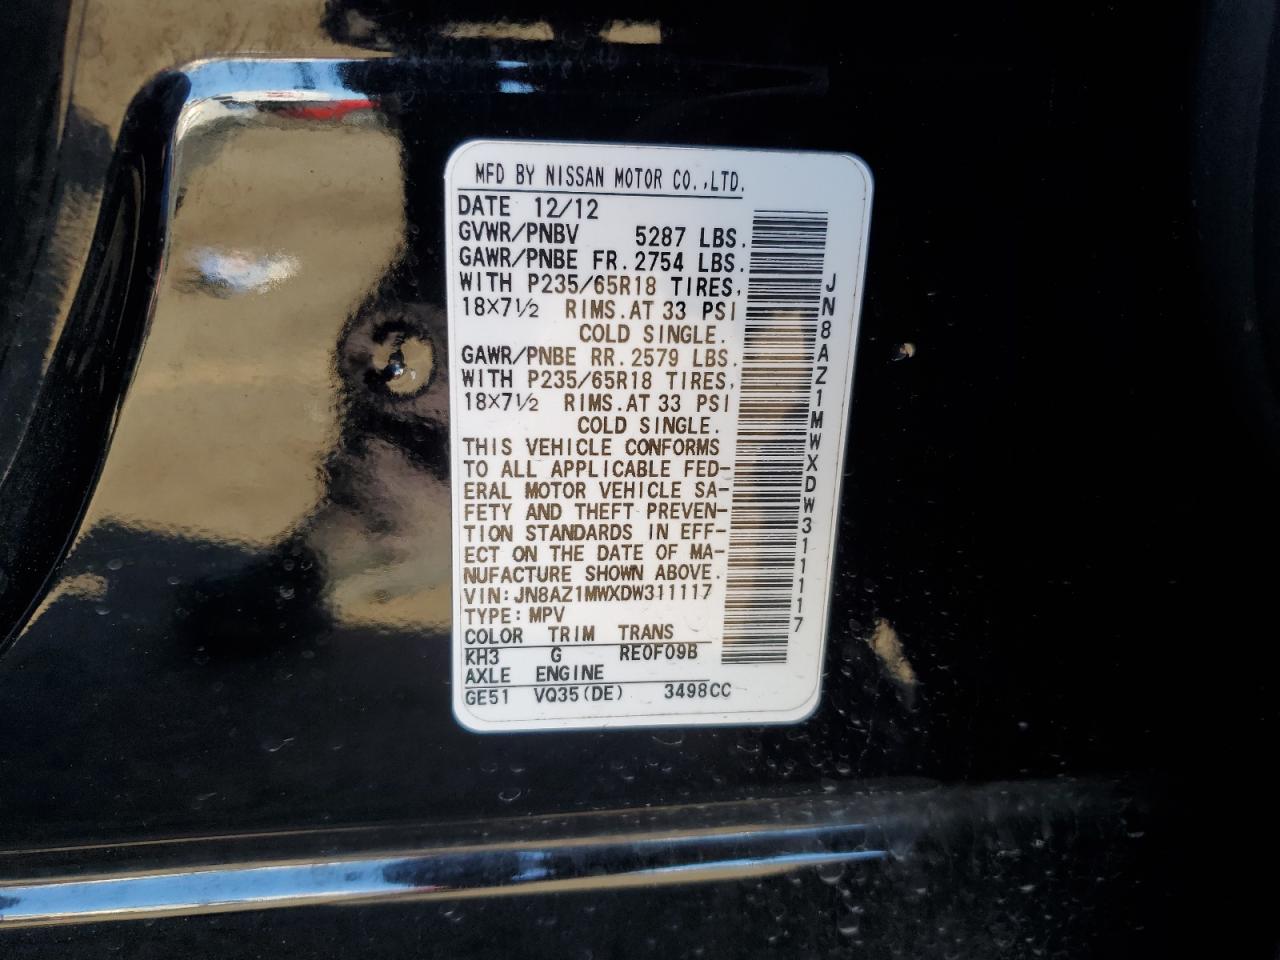 MFD BY NISSAN MOTOR CO.,LTD.
DATE 12/12
GVWR/PNBV 5287 LBS.
GAWR/PNBE FR. 2754 LBS.
WITH P235/65R18 TIRES,
18×7½ RIMS. AT 33 PSI
COLD SINGLE.
GAWR/PNBE RR. 2579 LBS.
WITH P235/65R18 TIRES,
18×7½ RIMS. AT 33 PSI
COLD SINGLE.
THIS VEHICLE CONFORMS
TO ALL APPLICABLE FED-
ERAL MOTOR VEHICLE SA-
FETY AND THEFT PREVEN-
TION STANDARDS IN EFF-
ECT ON THE DATE OF MA-
NUFACTURE SHOWN ABOVE.
VIN: JN8AZ1MWXDW311117
TYPE: MPV
COLOR TRIM TRANS
KH3 G RE0F09B
AXLE ENGINE
GE51 VQ35(DE) 3498CC
JN8AZ1MWXDW311117